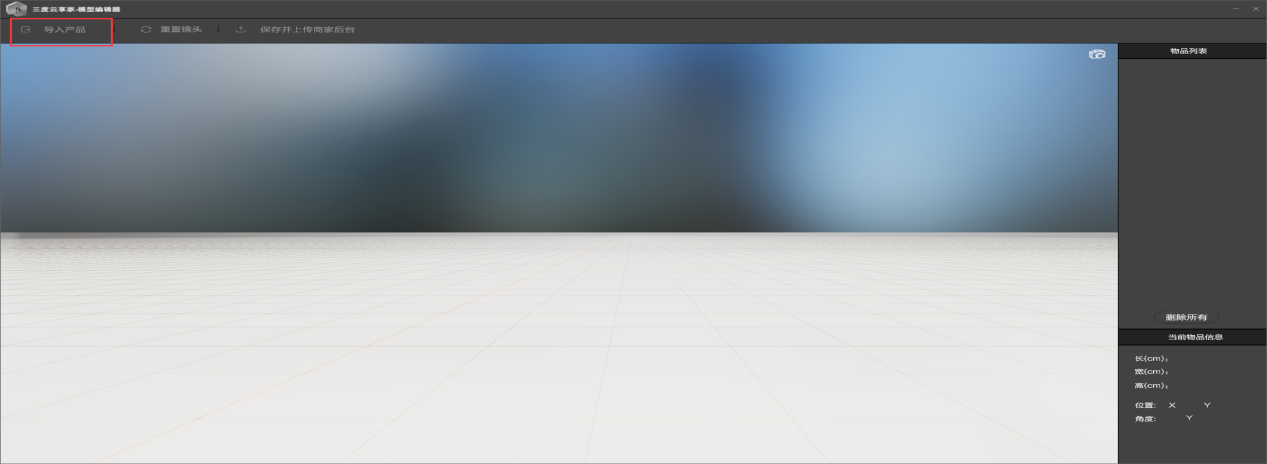 三度云享家-模型编辑器
导入产品 重置镜头 保存并上传商家后台
物品列表
删除所有
当前物品信息
长(cm):
宽(cm):
高(cm):
位置: X Y
角度: Y